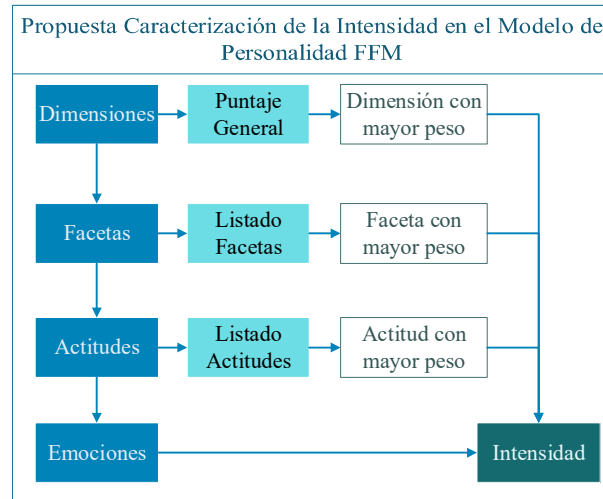 Propuesta Caracterización de la Intensidad en el Modelo de
Personalidad FFM
Dimensiones
Puntaje
General
Dimensión con
mayor peso
Facetas
Listado
Facetas
Faceta con
mayor peso
Actitudes
Listado
Actitudes
Actitud con
mayor peso
Emociones
Intensidad